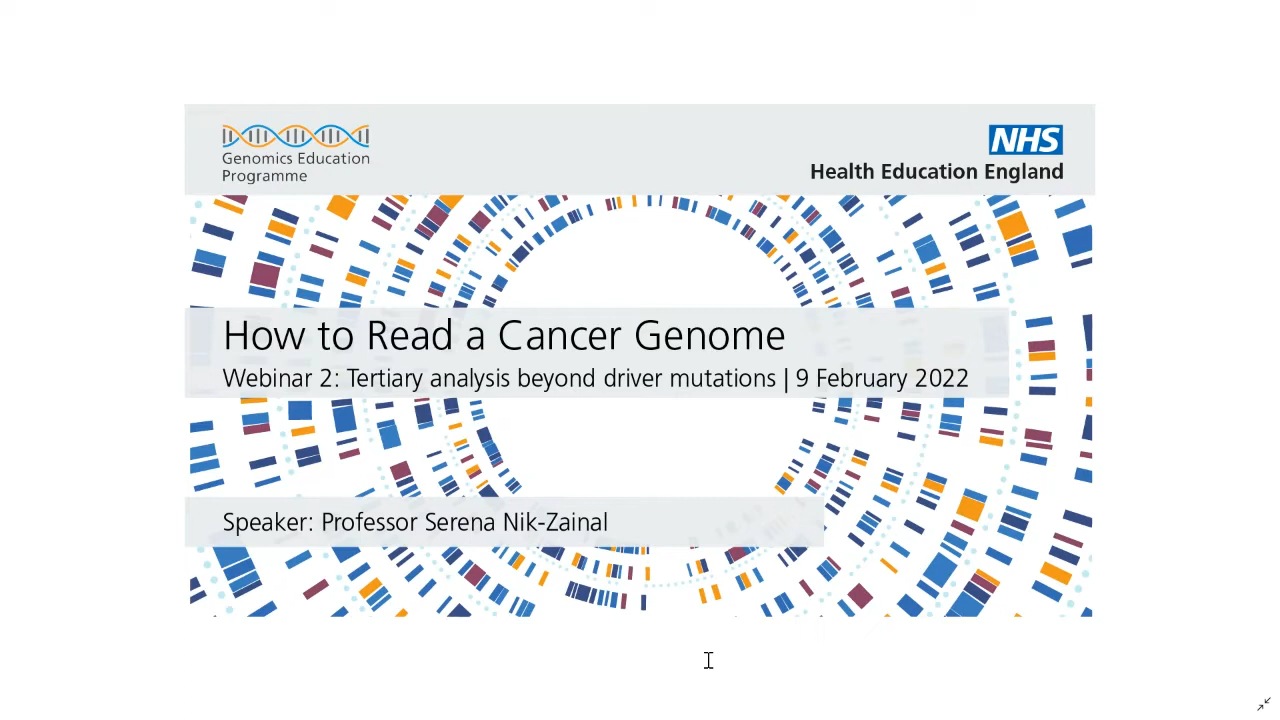 Genomics Education
Programme
NHS
Health Education England
How to Read a Cancer Genome
Webinar 2: Tertiary analysis beyond driver mutations | 9 February 2022
Speaker: Professor Serena Nik-Zainal